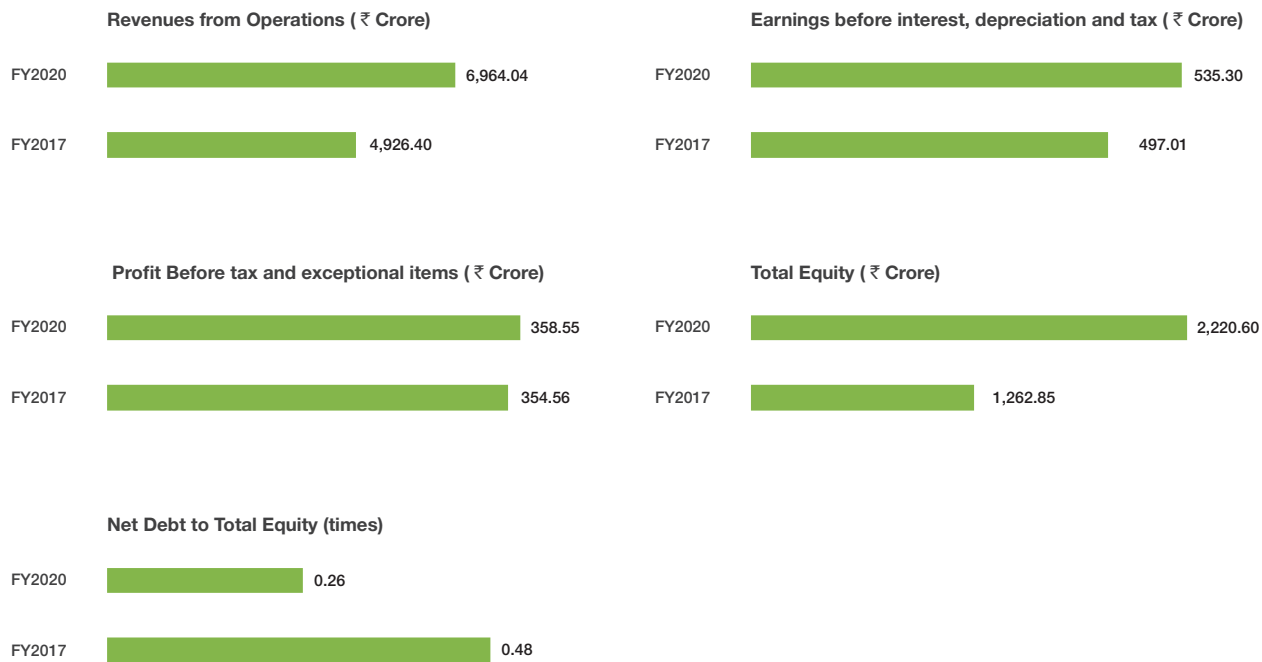 Revenues from Operations ( ₹ Crore)
FY2020 6,964.04
FY2017 4,926.40
Earnings before interest, depreciation and tax ( ₹ Crore)
FY2020 535.30
FY2017 497.01
Profit Before tax and exceptional items ( ₹ Crore)
FY2020 358.55
FY2017 354.56
Total Equity ( ₹ Crore)
FY2020 2,220.60
FY2017 1,262.85
Net Debt to Total Equity (times)
FY2020 0.26
FY2017 0.48